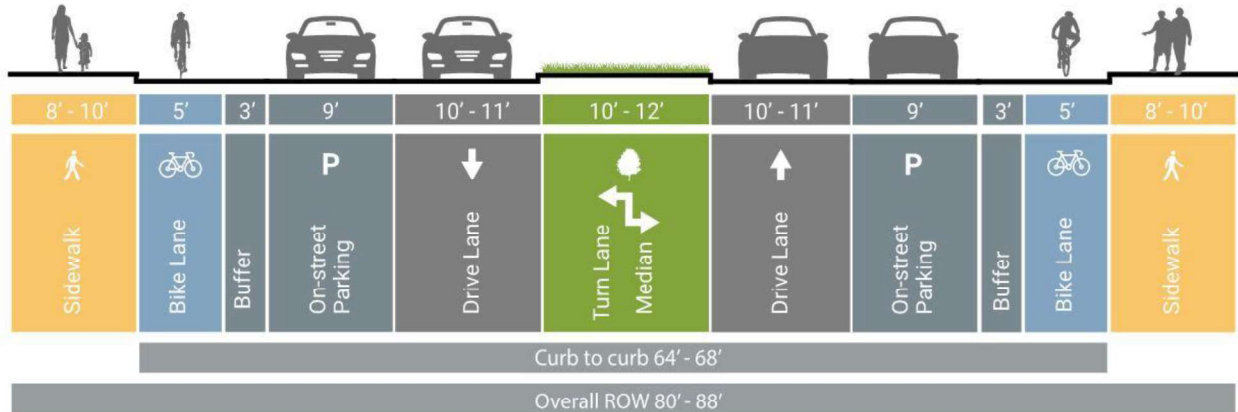 8' - 10'
5'
3'
9'
10' - 11'
10' - 12'
10' - 11'
9'
3'
5'
8' - 10'
P
P
Sidewalk
Bike Lane
Buffer
On-street
Parking
Drive Lane
Turn Lane
Median
Drive Lane
On-street
Parking
Buffer
Bike Lane
Sidewalk
Curb to curb 64' - 68'
Overall ROW 80' - 88'